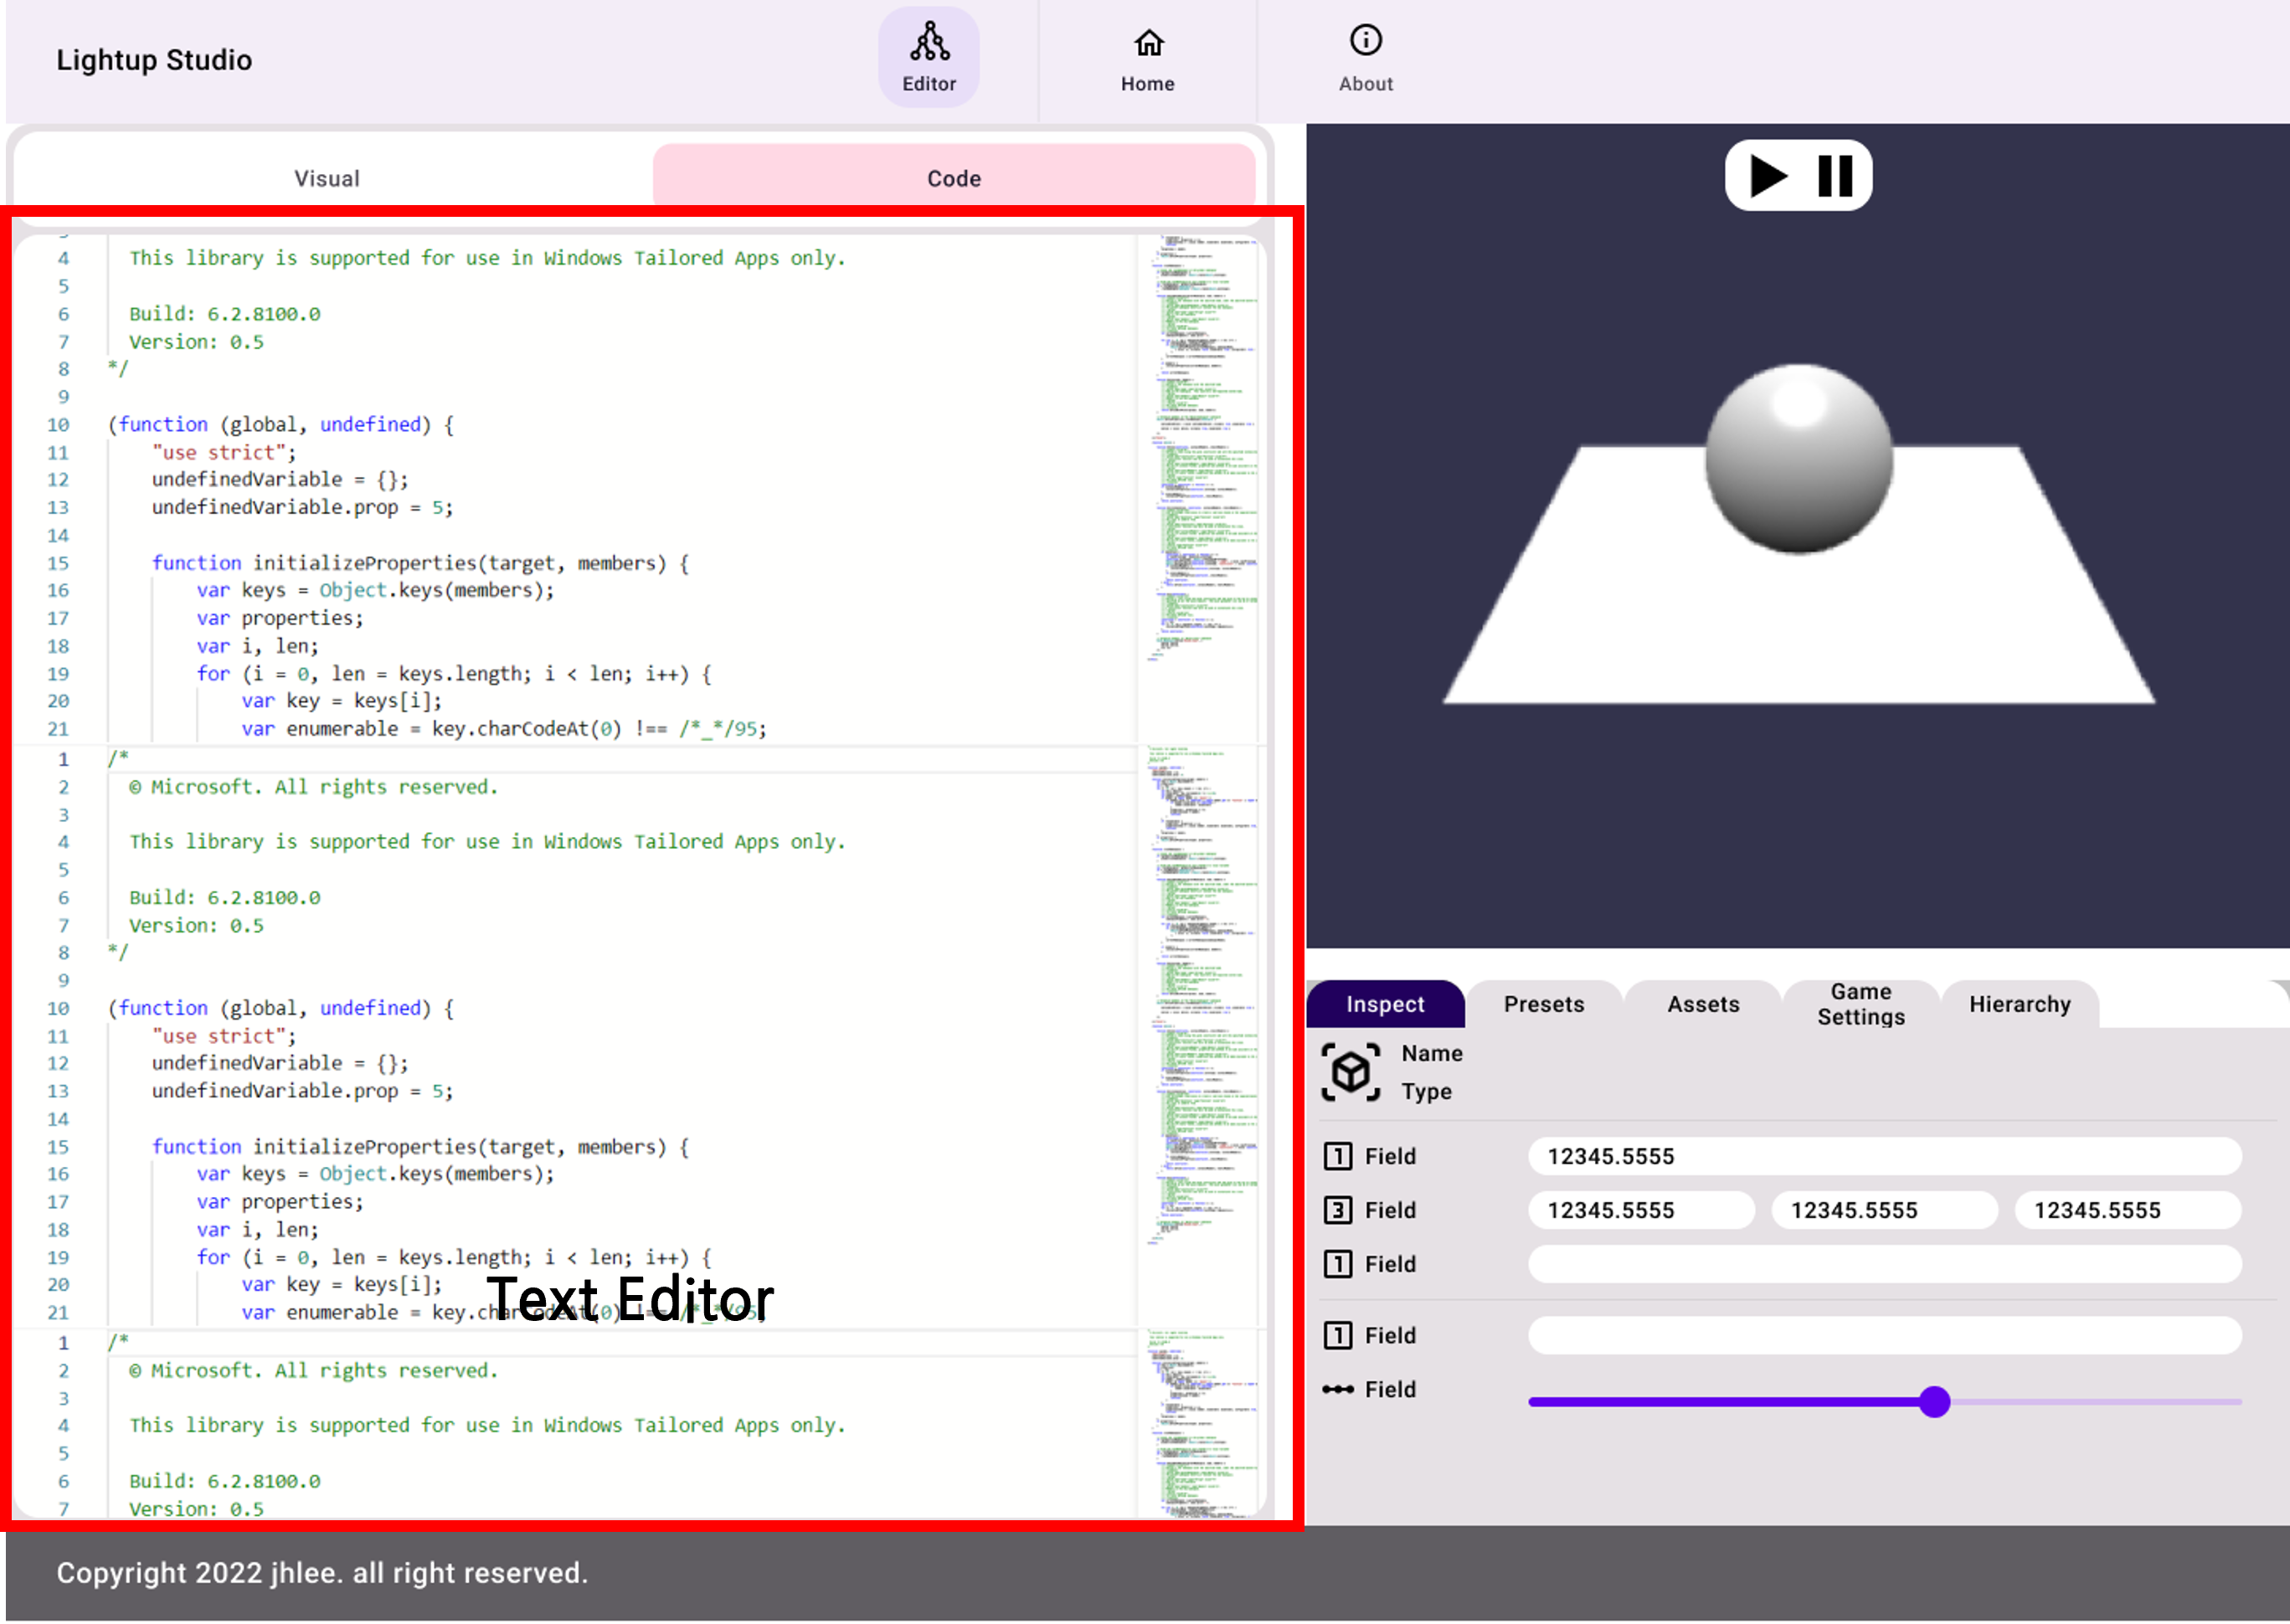 Lightup Studio
Editor
Home
About
Visual
Code
4 This library is supported for use in Windows Tailored Apps only.
5
6 Build: 6.2.8100.0
7 Version: 0.5
8 */
9
10 (function (global, undefined) {
11 "use strict";
12 undefinedVariable = {};
13 undefinedVariable.prop = 5;
14
15 function initializeProperties(target, members) {
16 var keys = Object.keys(members);
17 var properties;
18 var i, len;
19 for (i = 0, len = keys.length; i < len; i++) {
20 var key = keys[i];
21 var enumerable = key.charCodeAt(0) !== /*_*/95;
1 /*
2 © Microsoft. All rights reserved.
3
4 This library is supported for use in Windows Tailored Apps only.
5
6 Build: 6.2.8100.0
7 Version: 0.5
8 */
9
10 (function (global, undefined) {
11 "use strict";
12 undefinedVariable = {};
13 undefinedVariable.prop = 5;
14
15 function initializeProperties(target, members) {
16 var keys = Object.keys(members);
17 var properties;
18 var i, len;
19 for (i = 0, len = keys.length; i < len; i++) {
20 var key = keys[i];
21 var enumerable = key.charCodeAt(0) !== /*_*/95;
Text Editor
1 /*
2 © Microsoft. All rights reserved.
3
4 This library is supported for use in Windows Tailored Apps only.
5
6 Build: 6.2.8100.0
7 Version: 0.5
Inspect
Presets
Assets
Game
Settings
Hierarchy
Name
Type
1 Field 12345.5555
3 Field 12345.5555 12345.5555 12345.5555
1 Field
1 Field
Field
Copyright 2022 jhlee. all right reserved.